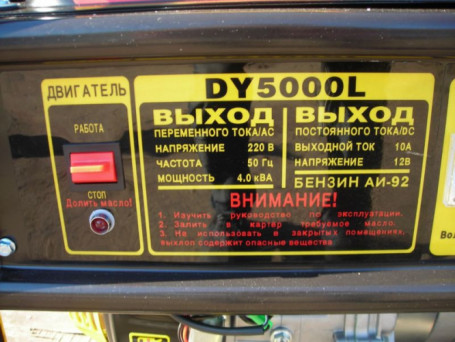 ДВИГАТЕЛЬ
РАБОТА
СТОП
Долить масло!
DY5000L
ВЫХОД
ПЕРЕМЕННОГО ТОКА/AC
НАПРЯЖЕНИЕ 220 В
ЧАСТОТА 50 Гц
МОЩНОСТЬ 4.0 кВА
ВЫХОД
ПОСТОЯННОГО ТОКА/DC
ВЫХОДНОЙ ТОК 10А
НАПРЯЖЕНИЕ 12В
БЕНЗИН АИ-92
ВНИМАНИЕ!
1. Изучить руководство по эксплуатации.
2. Залить в картер требуемое масло.
3. Не использовать в закрытых помещениях,
выхлоп содержит опасные вещества.